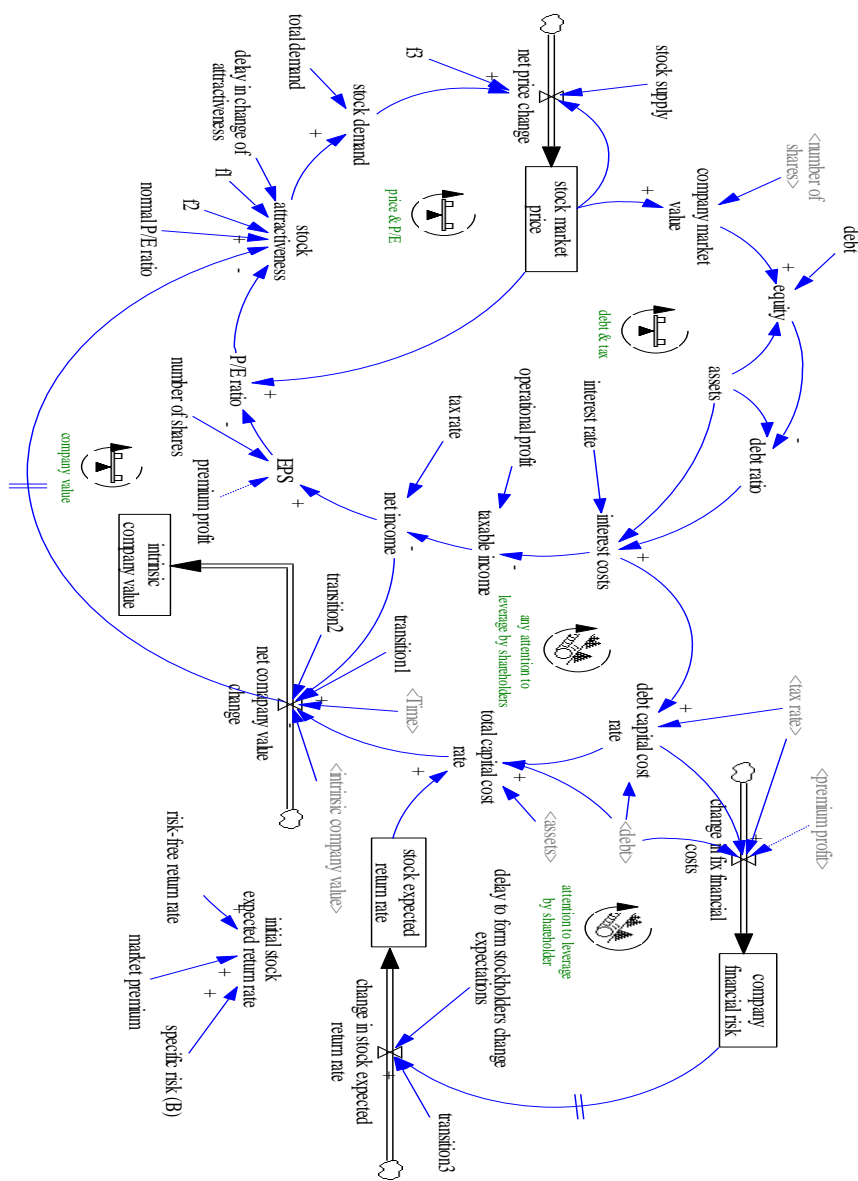 debt
<number of
shares>
<premium profit>
<tax rate>
equity
company
financial risk
debt ratio
assets
company market
value
change in fix financial
costs
stock supply
debt capital cost
rate
<debt>
debt & tax
interest costs
interest rate
attention to leverage
by shareholder
stock market
price
<assets>
net price change
operational profit
any attention to
leverage by shareholders
delay to form stockholders change
expectations
taxable income
total capital cost
rate
tax rate
transition3
f3
<Time>
net income
price & P/E
stock expected
return rate
transition1
change in stock expected
return rate
stock demand
<intrinsic company value>
transition2
total demand
stock
attractiveness
EPS
initial stock
expected return rate
net comapany value
change
delay in change of
attractiveness
P/E ratio
f1
number of shares
f2
premium profit
intrinsic
company value
normal P/E ratio
risk-free return rate
specific risk (B)
market premium
company value